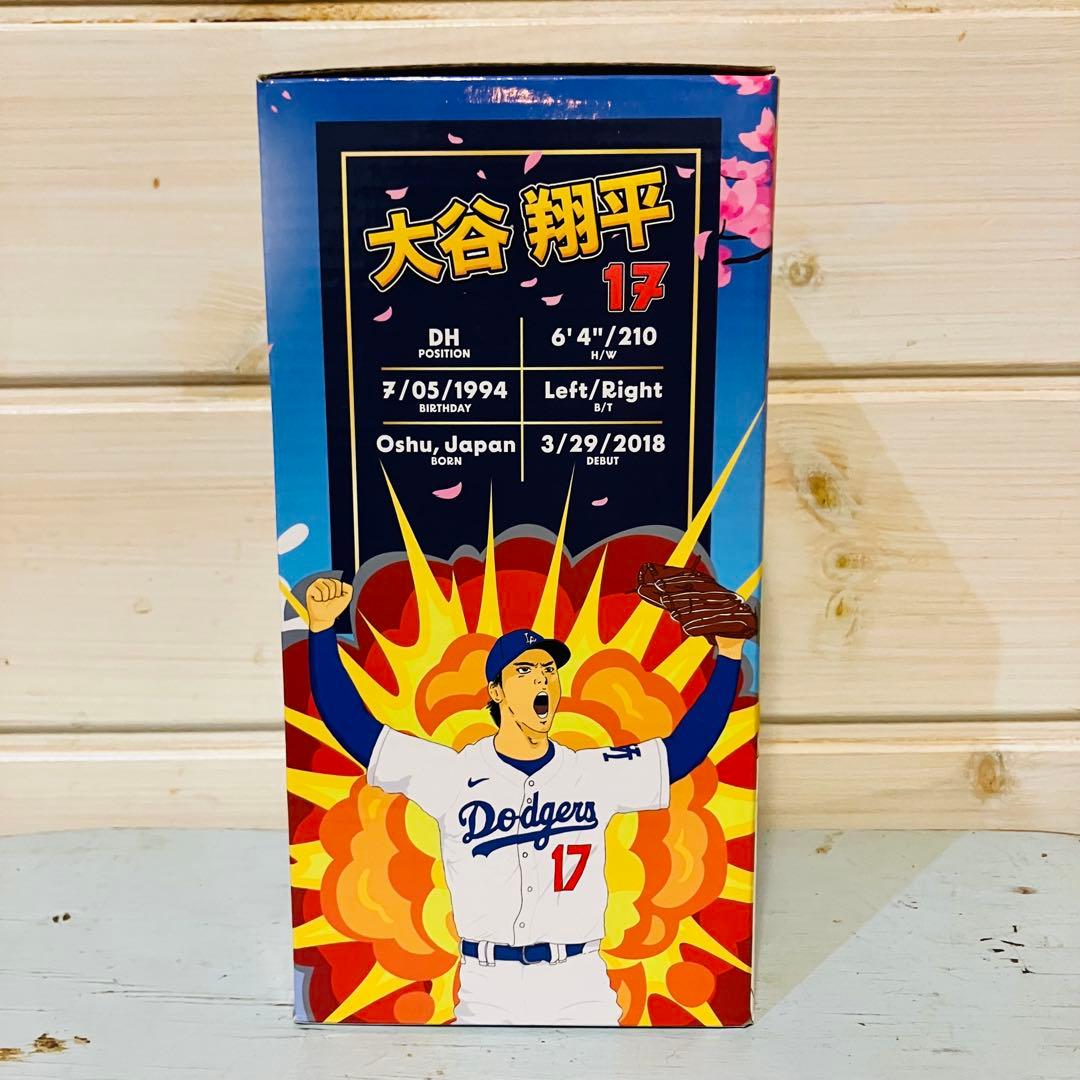 大谷 翔平
17
DH
POSITION
6'4"/210
H/W
7/05/1994
BIRTHDAY
Left/Right
B/T
Oshu, Japan
BORN
3/29/2018
DEBUT
LA
Dodgers
17